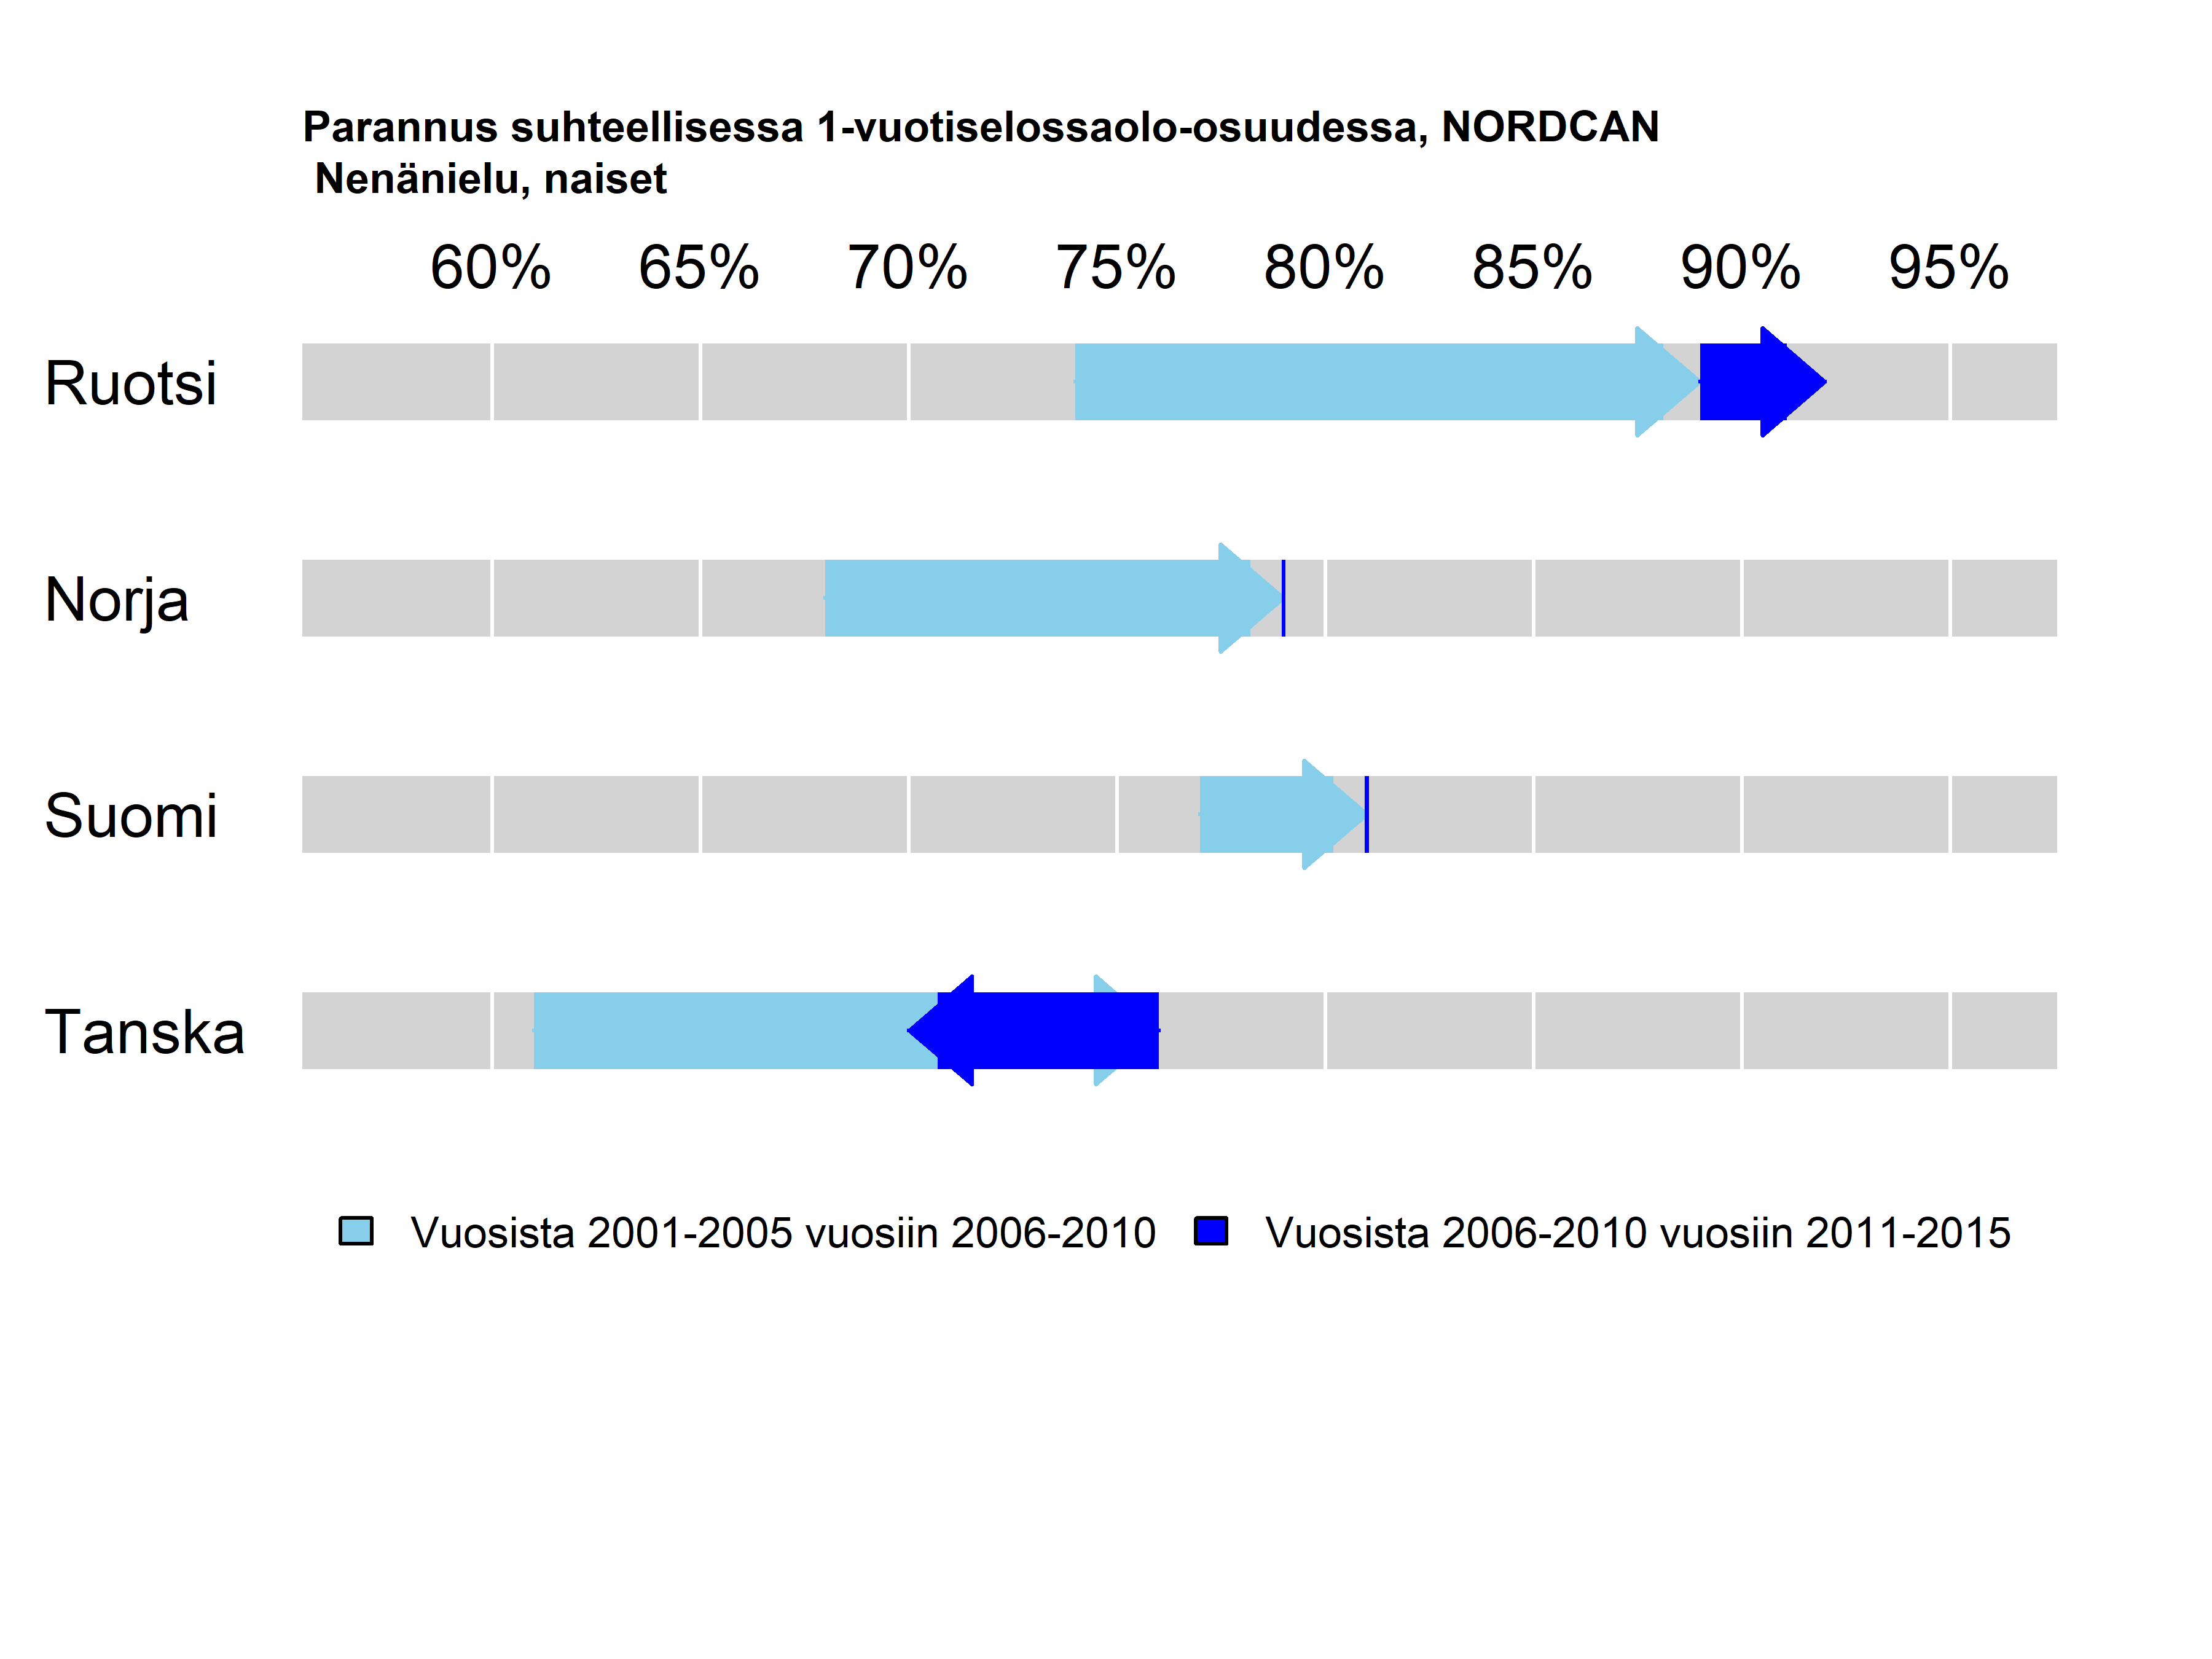 Parannus suhteellisessa 1-vuotiselossaolo-osuudessa, NORDCAN
Nenänielu, naiset
60% 65% 70% 75% 80% 85% 90% 95%
Ruotsi
Norja
Suomi
Tanska
Vuosista 2001-2005 vuosiin 2006-2010 Vuosista 2006-2010 vuosiin 2011-2015